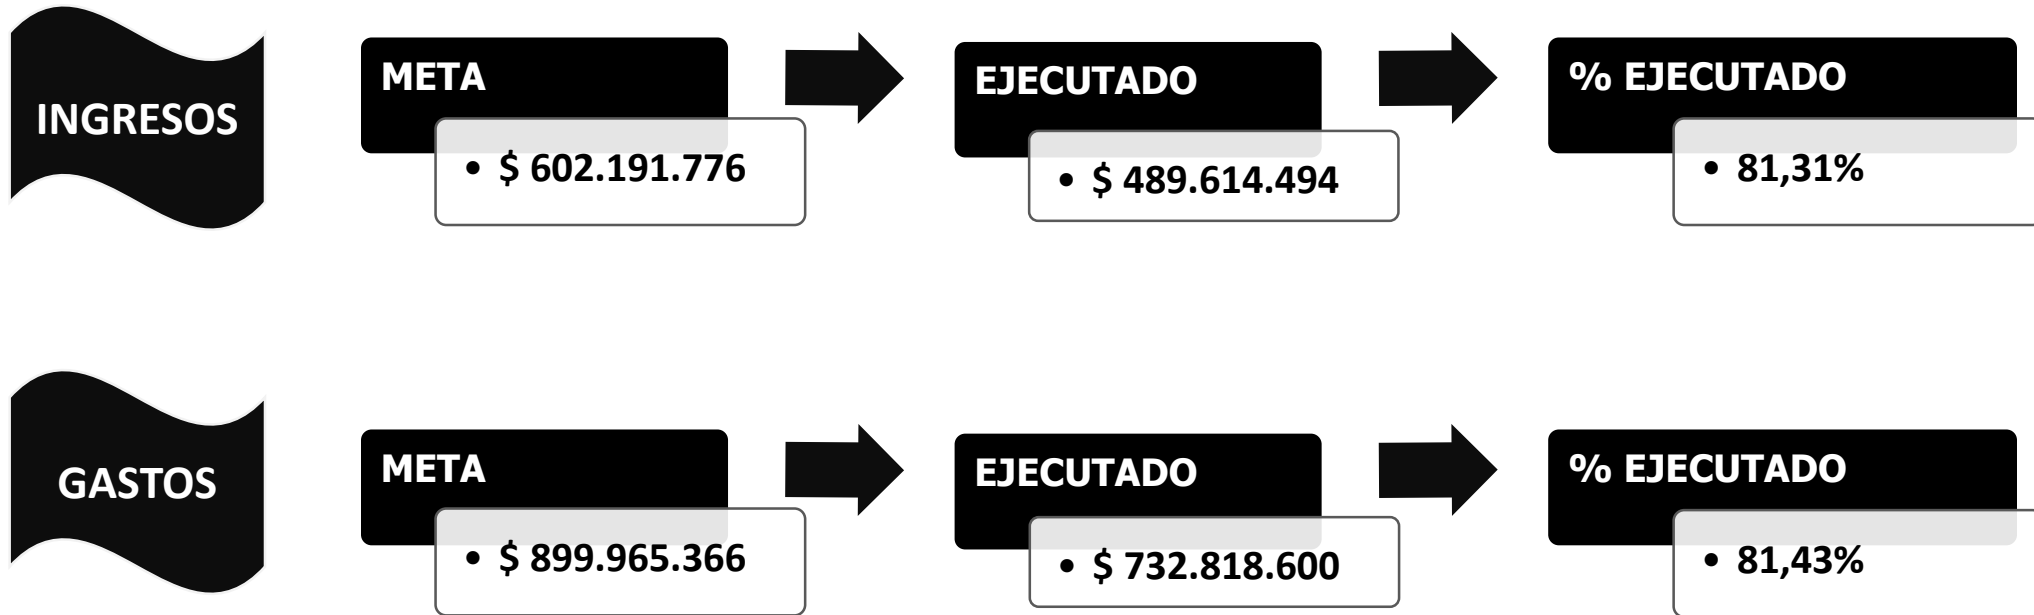 INGRESOS
META
• $ 602.191.776
EJECUTADO
• $ 489.614.494
% EJECUTADO
• 81,31%
GASTOS
META
• $ 899.965.366
EJECUTADO
• $ 732.818.600
% EJECUTADO
• 81,43%